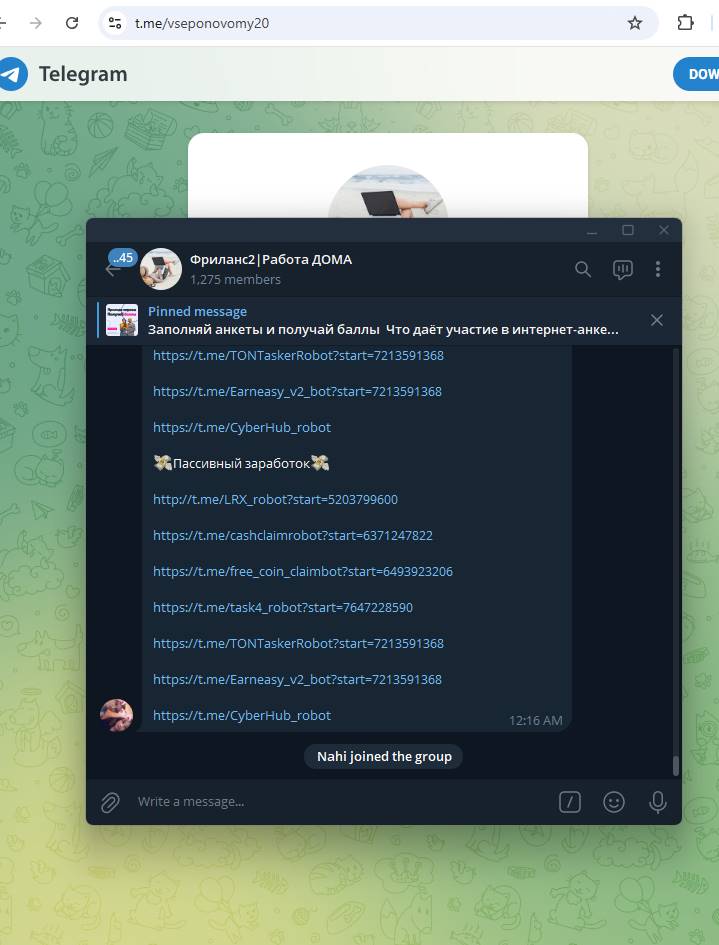 t.me/vseponovomy20
Telegram
DOW
..45
Фриланс2|Работа ДОМА
1,275 members
Pinned message
Заполняй анкеты и получай баллы Что даёт участие в интернет-анке...
https://t.me/TONTaskerRobot?start=7213591368
https://t.me/Earneasy_v2_bot?start=7213591368
https://t.me/CyberHub_robot
💸Пассивный заработок💸
http://t.me/LRX_robot?start=5203799600
https://t.me/cashclaimrobot?start=6371247822
https://t.me/free_coin_claimbot?start=6493923206
https://t.me/task4_robot?start=7647228590
https://t.me/TONTaskerRobot?start=7213591368
https://t.me/Earneasy_v2_bot?start=7213591368
https://t.me/CyberHub_robot
12:16 AM
Nahi joined the group
Write a message...